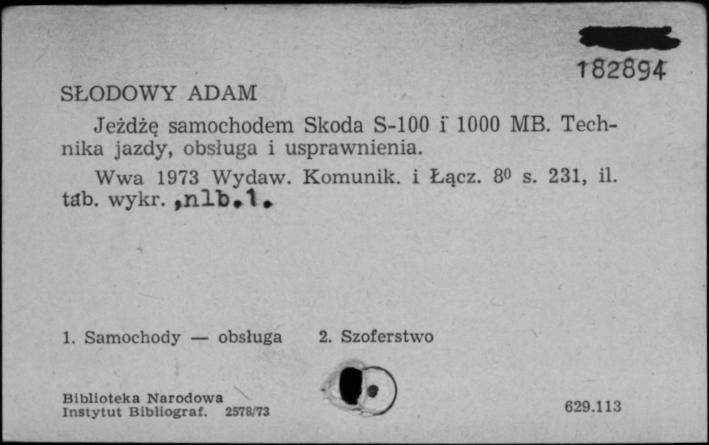 182894
SŁODOWY ADAM
Jeżdżę samochodem Skoda S-100 i 1000 MB. Tech-
nika jazdy, obsługa i usprawnienia.
Wwa 1973 Wydaw. Komunik. i Łącz. 8⁰ s. 231, il.
tab. wykr. ,nlb.1.
1. Samochody — obsługa 2. Szoferstwo
Biblioteka Narodowa
Instytut Bibliograf. 2578/73 629.113